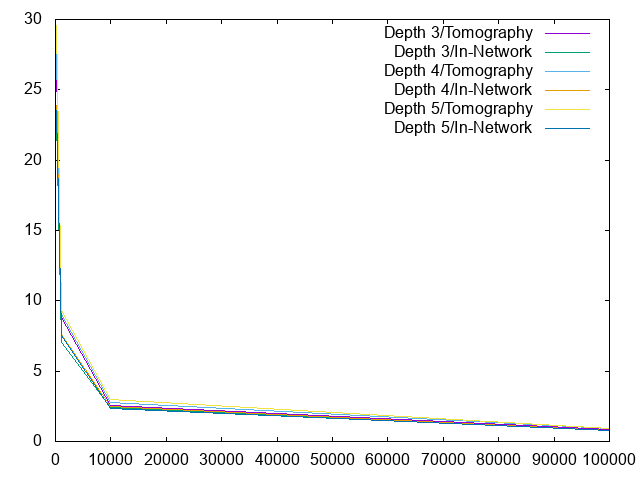 30
25
20
15
10
5
0
0 10000 20000 30000 40000 50000 60000 70000 80000 90000 100000
Depth 3/Tomography
Depth 3/In-Network
Depth 4/Tomography
Depth 4/In-Network
Depth 5/Tomography
Depth 5/In-Network